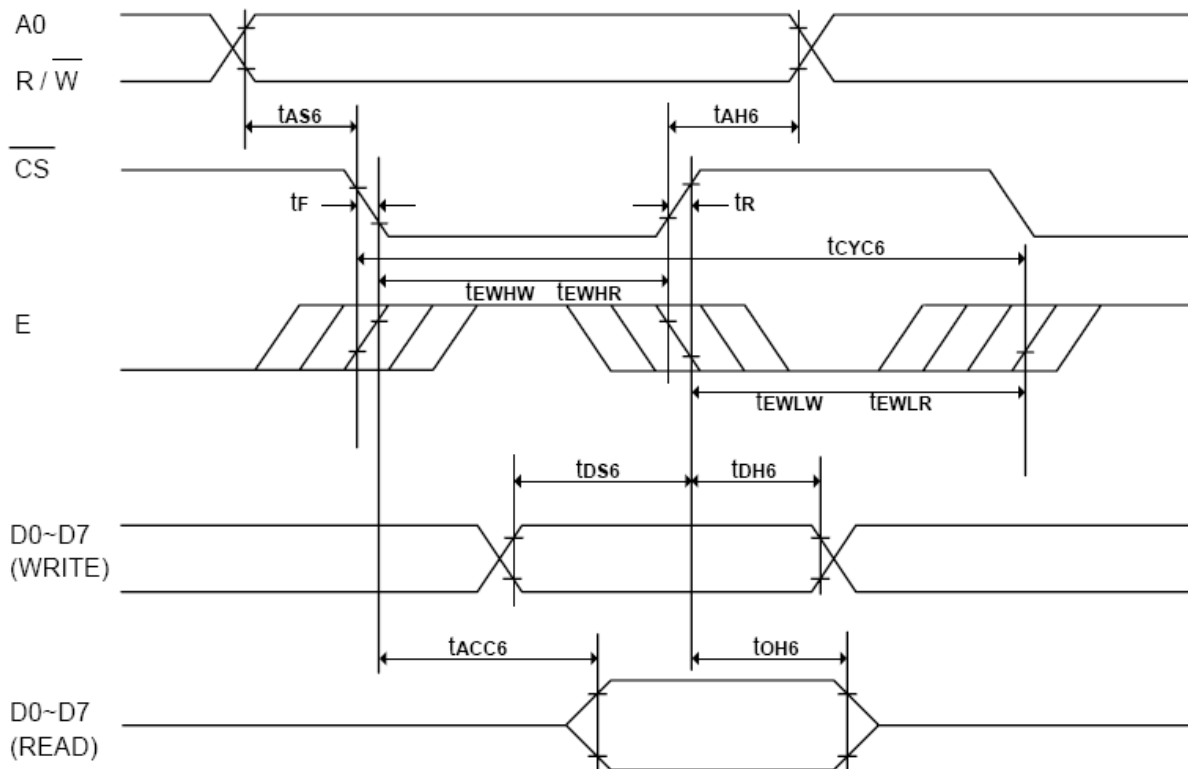 A0
R / W
tAS6
tAH6
CS
tF
tR
tCYC6
tEWHW tEWHR
E
tEWLW tEWLR
tDS6
tDH6
D0~D7
(WRITE)
tACC6
tOH6
D0~D7
(READ)